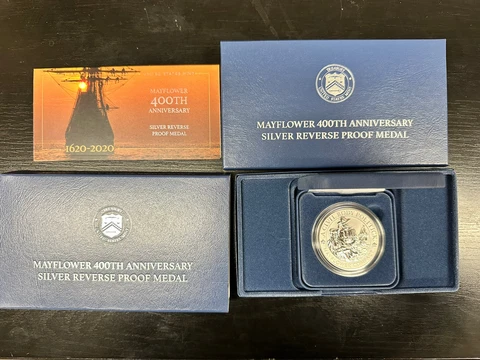 MAYFLOWER
400TH
ANNIVERSARY
SILVER REVERSE
PROOF MEDAL
1620-2020
MAYFLOWER 400TH ANNIVERSARY
SILVER REVERSE PROOF MEDAL
MAYFLOWER 400TH ANNIVERSARY
SILVER REVERSE PROOF MEDAL